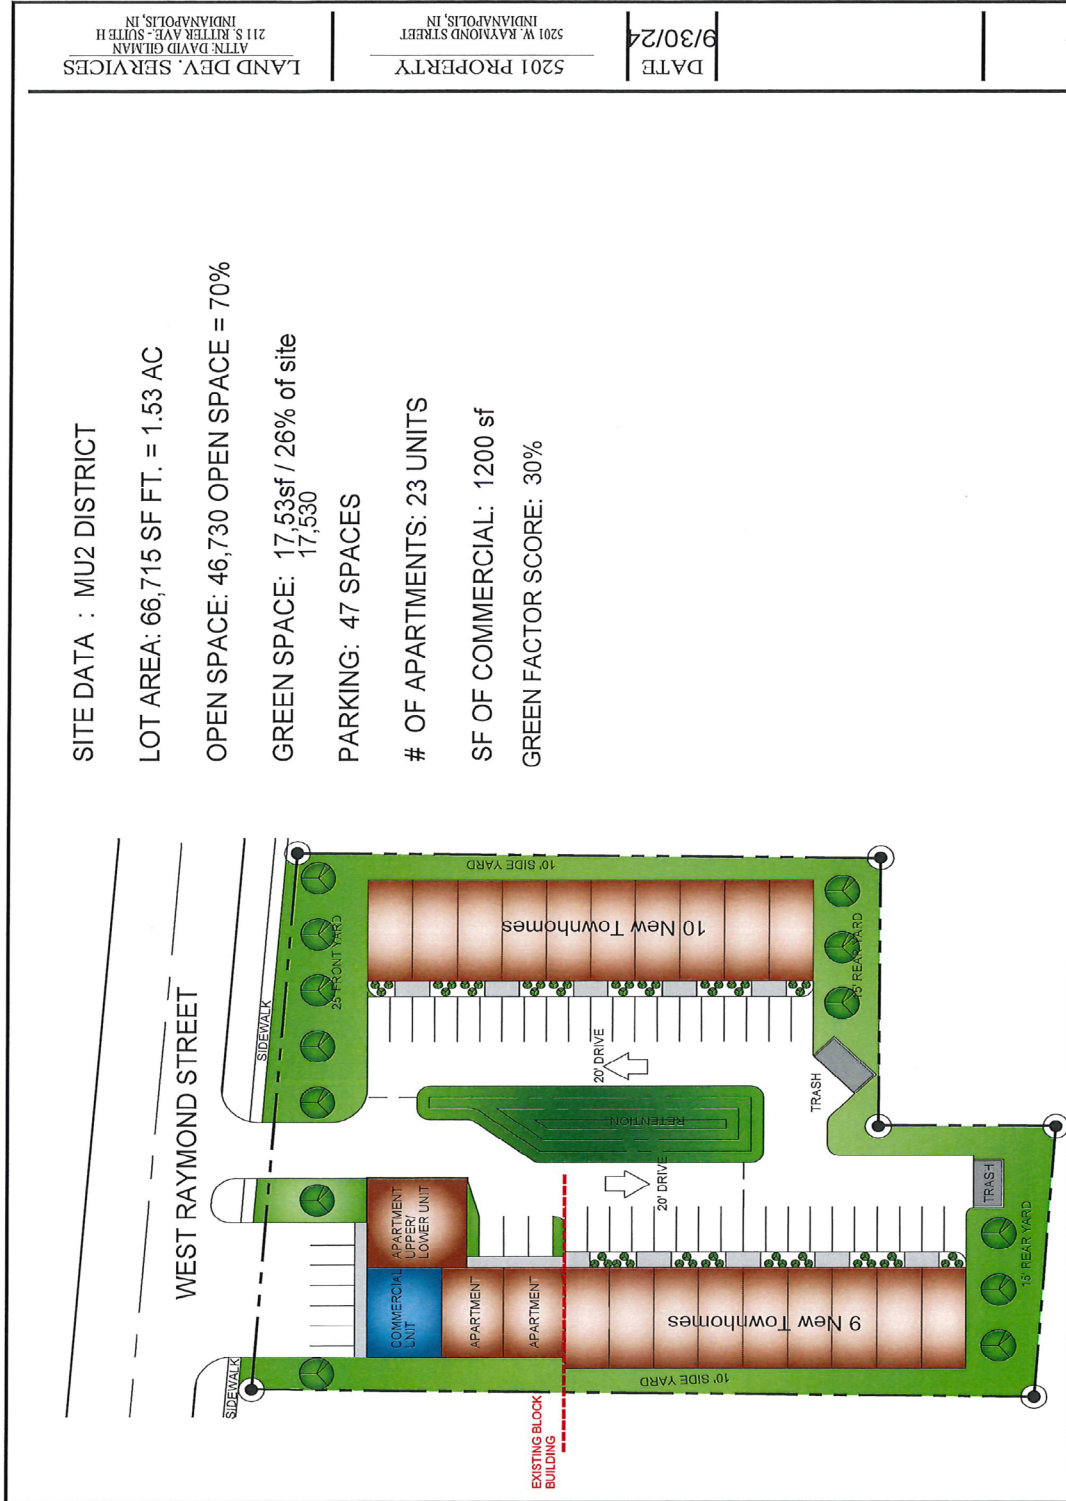 LAND DEV. SERVICES
ATTN: DAVID GILMAN
211 S. RITTER AVE. - SUITE H
INDIANAPOLIS, IN
5201 PROPERTY
5201 W. RAYMOND STREET
INDIANAPOLIS, IN
DATE
9/30/24
SITE DATA : MU2 DISTRICT
LOT AREA: 66,715 SF FT. = 1.53 AC
OPEN SPACE: 46,730 OPEN SPACE = 70%
GREEN SPACE: 17,53sf / 26% of site
17,530
PARKING: 47 SPACES
# OF APARTMENTS: 23 UNITS
SF OF COMMERCIAL: 1200 sf
GREEN FACTOR SCORE: 30%
WEST RAYMOND STREET
SIDEWALK
SIDEWALK
25' FRONT YARD
10' SIDE YARD
10 New Townhomes
15' REAR YARD
20' DRIVE
TRASH
RETENTION
20' DRIVE
TRASH
15' REAR YARD
COMMERCIAL
UNIT
APARTMENT
UPPER/
LOWER UNIT
APARTMENT
APARTMENT
9 New Townhomes
10' SIDE YARD
EXISTING BLOCK
BUILDING